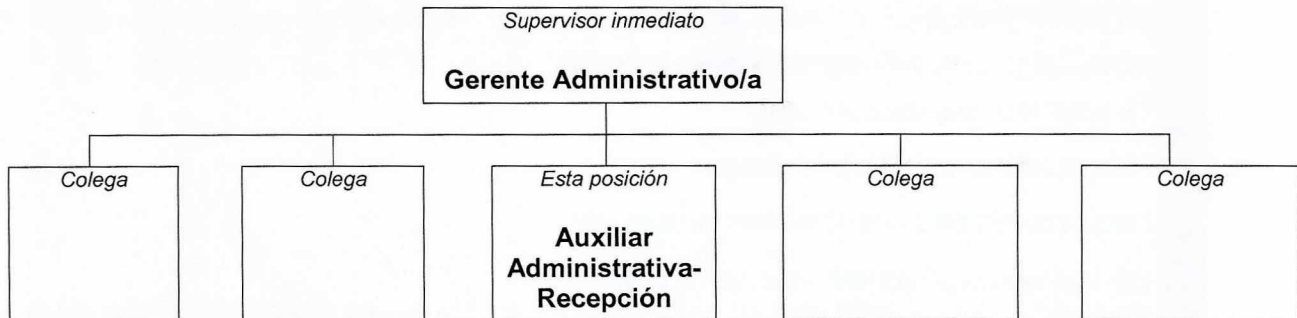 Supervisor inmediato
Gerente Administrativo/a
Colega
Colega
Esta posición
Colega
Colega
Auxiliar
Administrativa-
Recepción